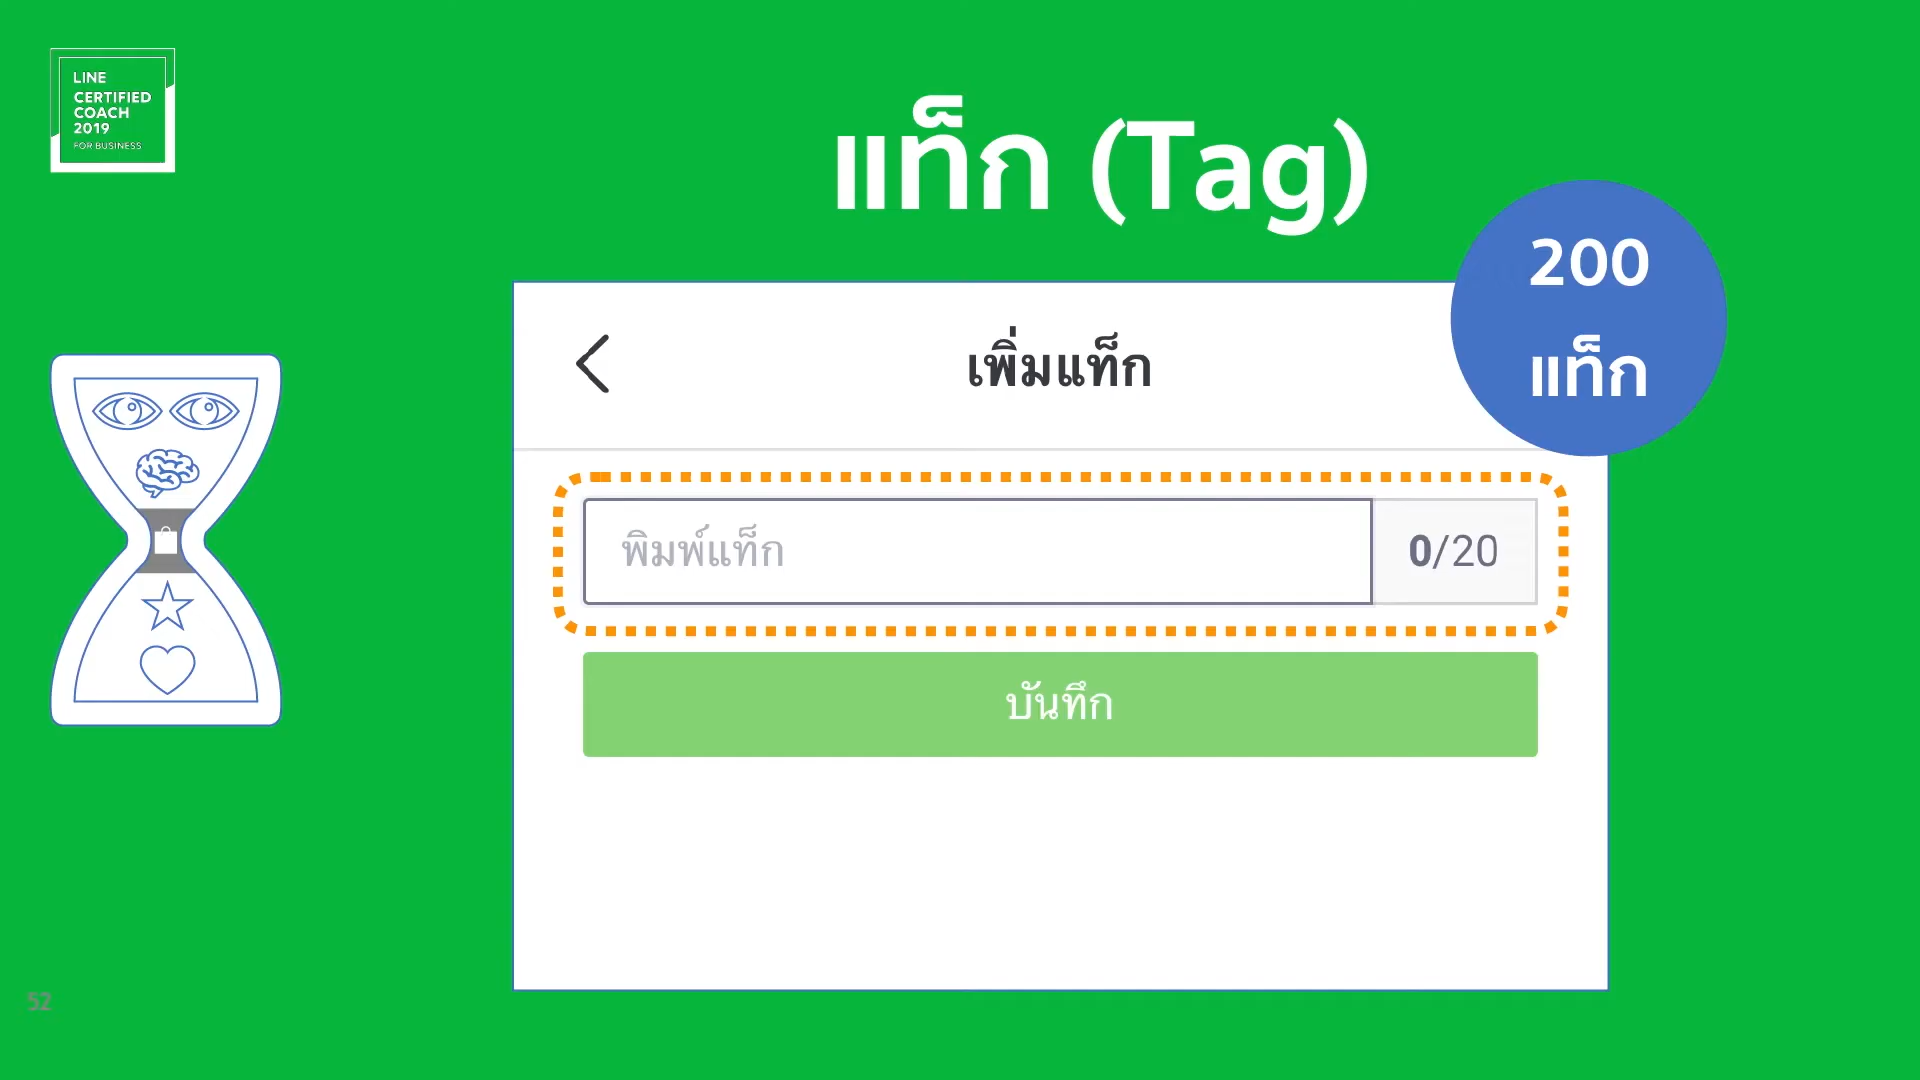 LINE
CERTIFIED
COACH
2019
FOR BUSINESS
แท็ก (Tag)
200
แท็ก
เพิ่มแท็ก
พิมพ์แท็ก
0/20
บันทึก
52